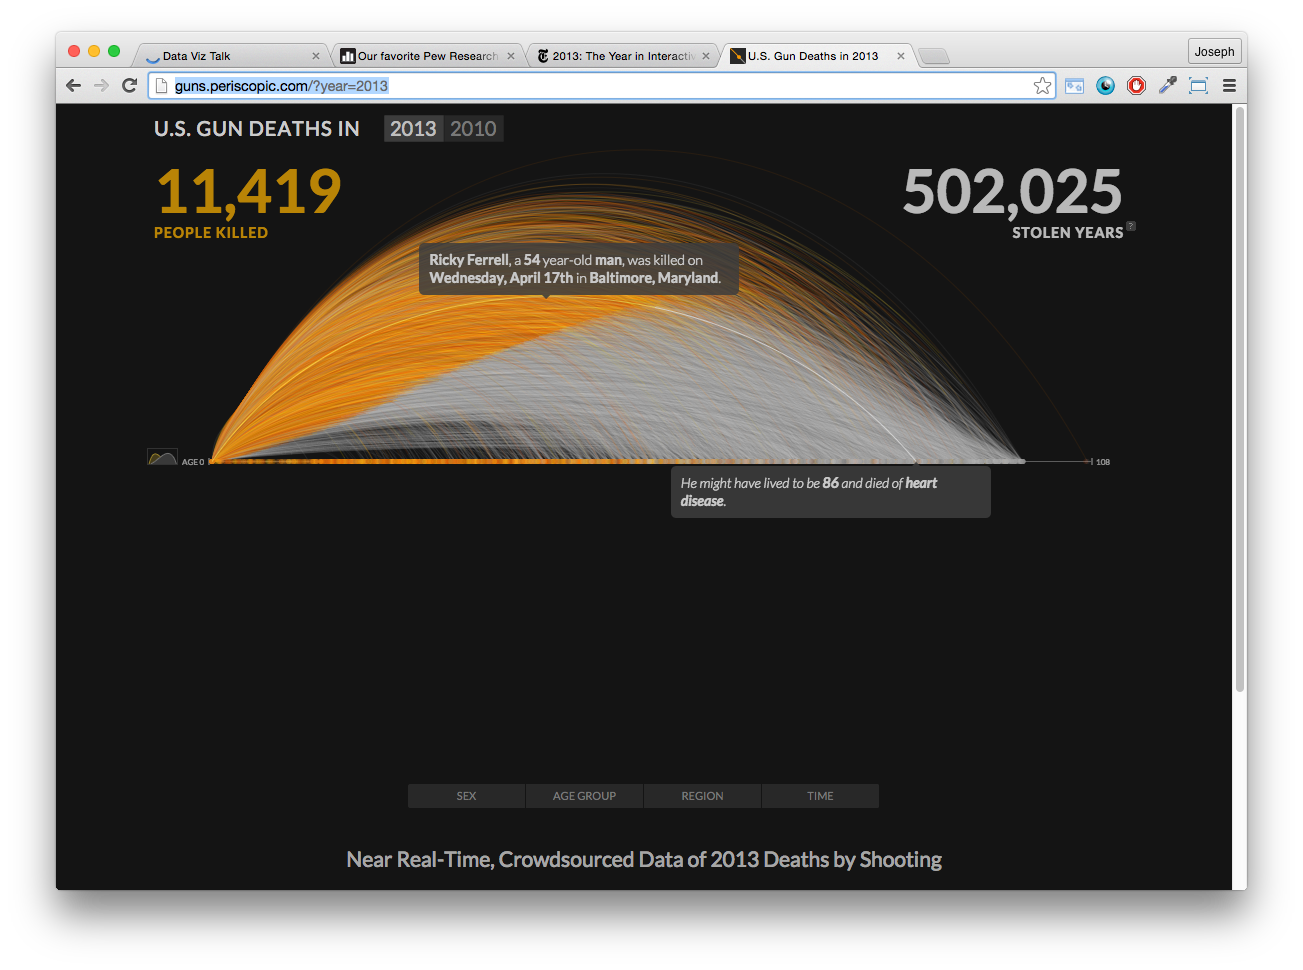 Data Viz Talk
Our favorite Pew Research
2013: The Year in Interactiv
U.S. Gun Deaths in 2013
Joseph
guns.periscopic.com/?year=2013
U.S. GUN DEATHS IN 2013 2010
11,419
PEOPLE KILLED
502,025
STOLEN YEARS ?
Ricky Ferrell, a 54 year-old man, was killed on
Wednesday, April 17th in Baltimore, Maryland.
AGE 0
108
He might have lived to be 86 and died of heart
disease.
SEX
AGE GROUP
REGION
TIME
Near Real-Time, Crowdsourced Data of 2013 Deaths by Shooting